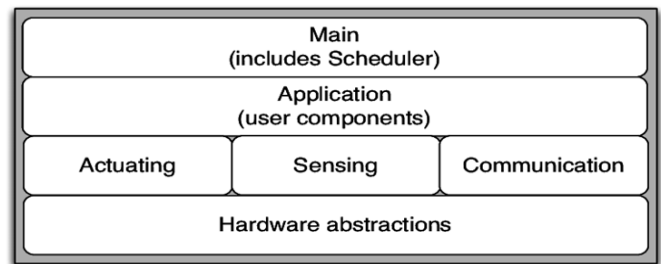 Main
(includes Scheduler)
Application
(user components)
Actuating
Sensing
Communication
Hardware abstractions